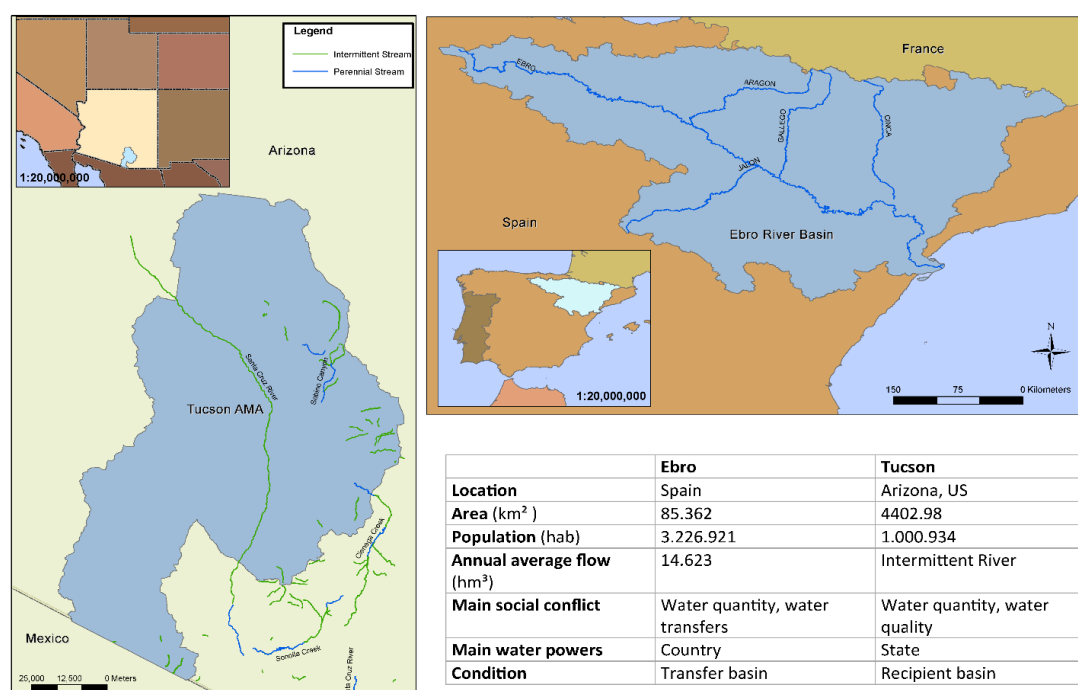 Legend
Intermittent Stream
Perennial Stream
Arizona
1:20,000,000
Santa Cruz River
Sabino Canyon
Tucson AMA
Cienega Creek
Mexico
Sonoita Creek
25,000 12,500 0 Meters
France
EBRO
ARAGON
GALLEGO
CINCA
JALON
Spain
Ebro River Basin
1:20,000,000
N
150 75 0 Kilometers
Ebro Tucson
Location Spain Arizona, US
Area (km² ) 85.362 4402.98
Population (hab) 3.226.921 1.000.934
Annual average flow 14.623 Intermittent River
(hm³)
Main social conflict Water quantity, water Water quantity, water
transfers quality
Main water powers Country State
Condition Transfer basin Recipient basin